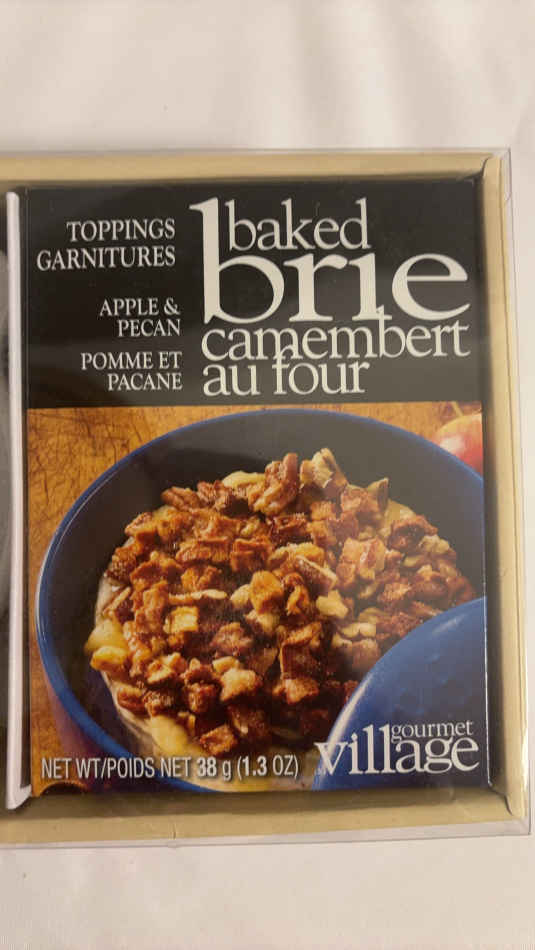 TOPPINGS
GARNITURES
APPLE &
PECAN
POMME ET
PACANE
baked
brie
camembert
au four
NET WT/POIDS NET 38 g (1.3 OZ)
gourmet
village